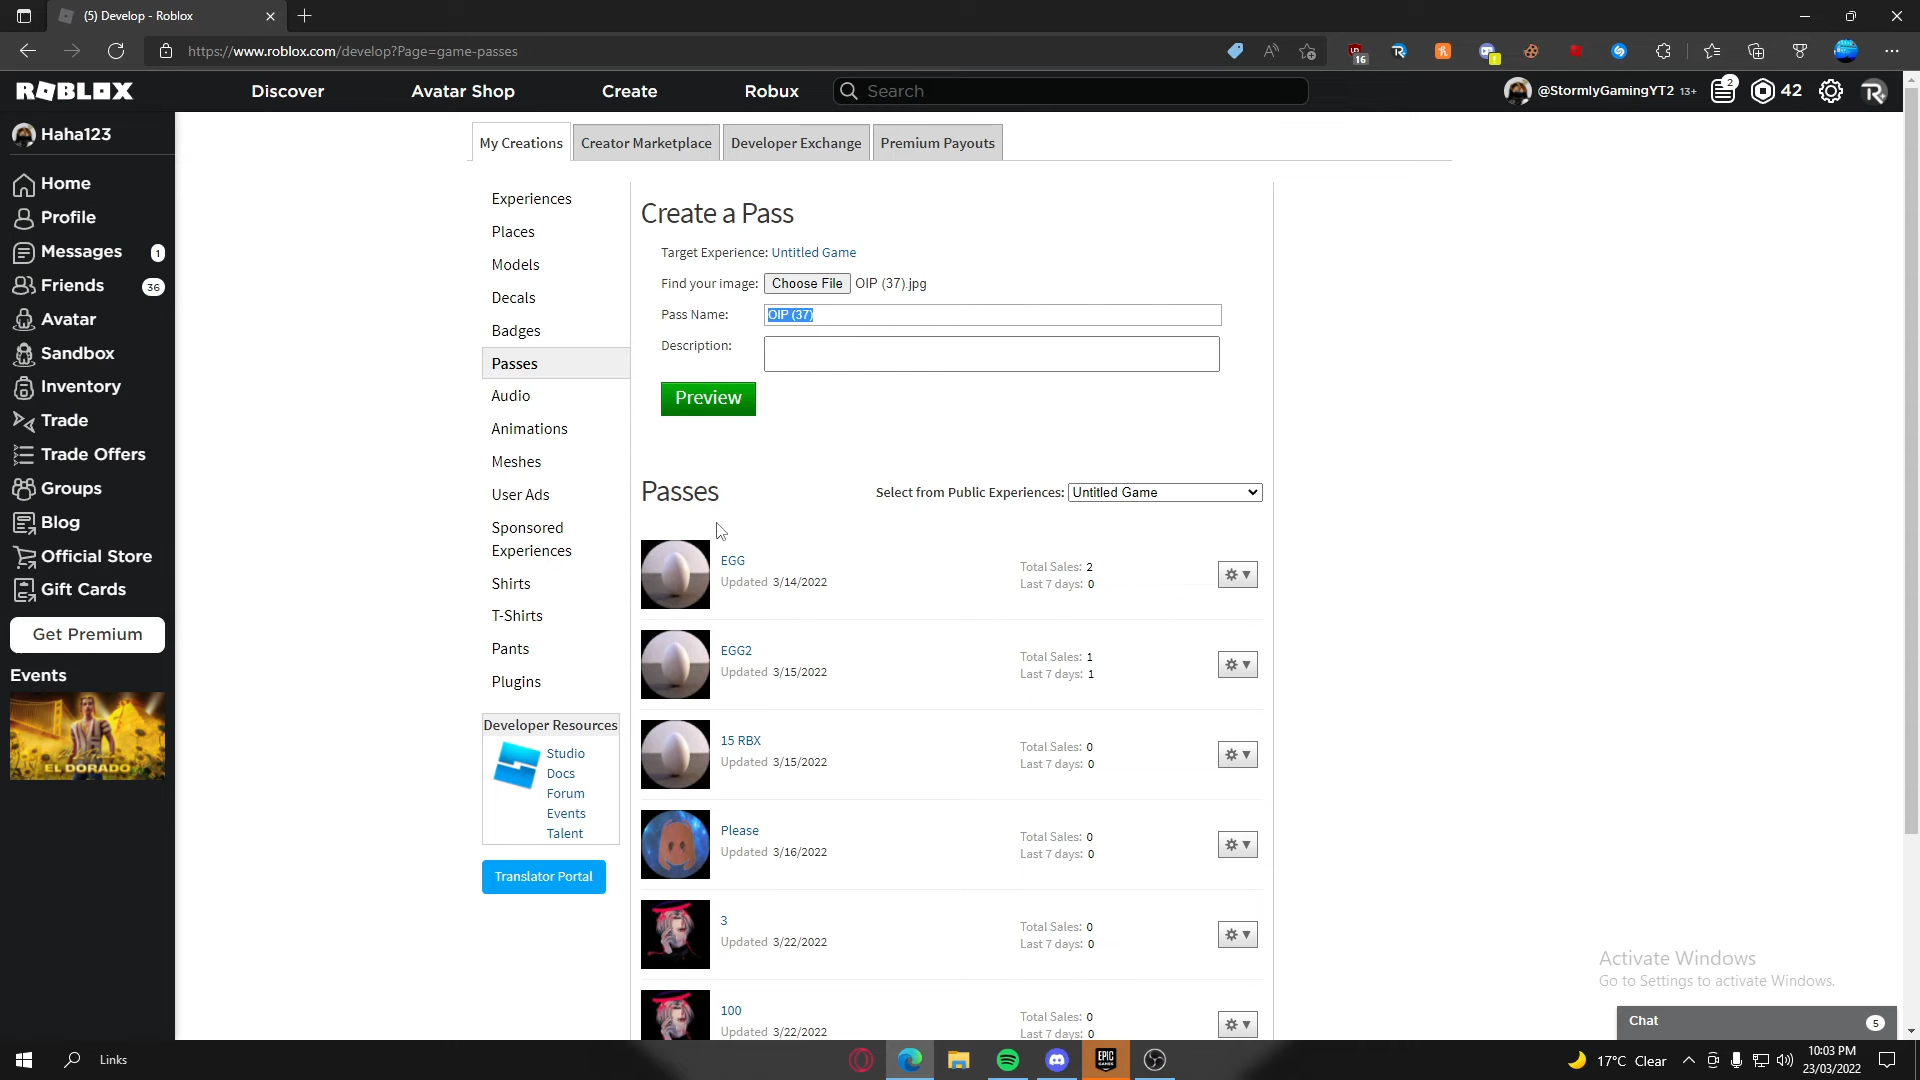 (5) Develop - Roblox
https://www.roblox.com/develop?Page=game-passes
16
ROBLOX
Discover
Avatar Shop
Create
Robux
Search
@StormlyGamingYT2 13+
2
42
Haha123
Home
Profile
Messages 1
Friends 36
Avatar
Sandbox
Inventory
Trade
Trade Offers
Groups
Blog
Official Store
Gift Cards
Get Premium
Events
EL DORADO
My Creations
Creator Marketplace
Developer Exchange
Premium Payouts
Experiences
Places
Models
Decals
Badges
Passes
Audio
Animations
Meshes
User Ads
Sponsored
Experiences
Shirts
T-Shirts
Pants
Plugins
Developer Resources
Studio
Docs
Forum
Events
Talent
Translator Portal
Create a Pass
Target Experience: Untitled Game
Find your image: Choose File OIP (37).jpg
Pass Name: OIP (37)
Description:
Preview
Passes
Select from Public Experiences: Untitled Game
EGG
Updated 3/14/2022
Total Sales: 2
Last 7 days: 0
EGG2
Updated 3/15/2022
Total Sales: 1
Last 7 days: 1
15 RBX
Updated 3/15/2022
Total Sales: 0
Last 7 days: 0
Please
Updated 3/16/2022
Total Sales: 0
Last 7 days: 0
3
Updated 3/22/2022
Total Sales: 0
Last 7 days: 0
100
Updated 3/22/2022
Total Sales: 0
Last 7 days: 0
Activate Windows
Go to Settings to activate Windows.
Chat 5
Links
EPIC
GAMES
17°C Clear
10:03 PM
23/03/2022